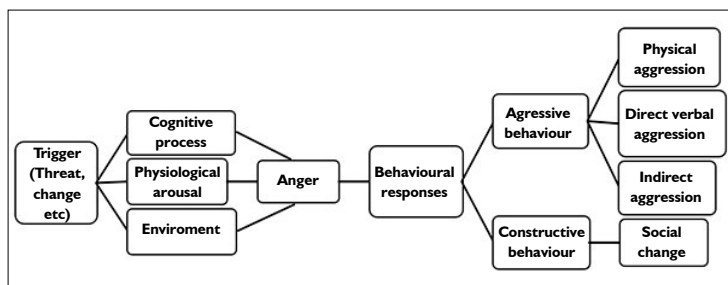 Trigger
(Threat,
change
etc)
Cognitive
process
Physiological
arousal
Enviroment
Anger
Behavioural
responses
Agressive
behaviour
Constructive
behaviour
Physical
aggression
Direct verbal
aggression
Indirect
aggression
Social
change